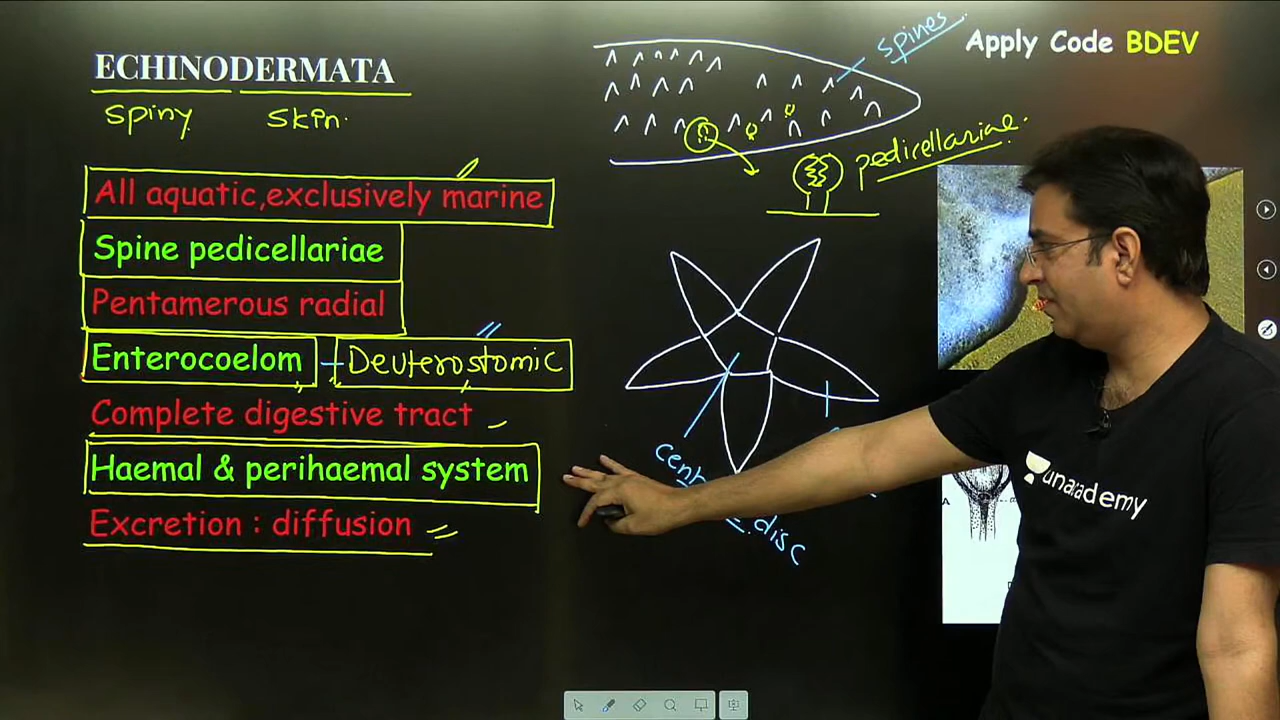 ECHINODERMATA
Spiny skin
All aquatic,exclusively marine
Spine pedicellariae
Pentamerous radial
Enterocoelom - Deuterostomic
Complete digestive tract
Haemal & perihaemal system
Excretion : diffusion
spines
Apply Code BDEV
pedicellariae
disc
unacademy
A